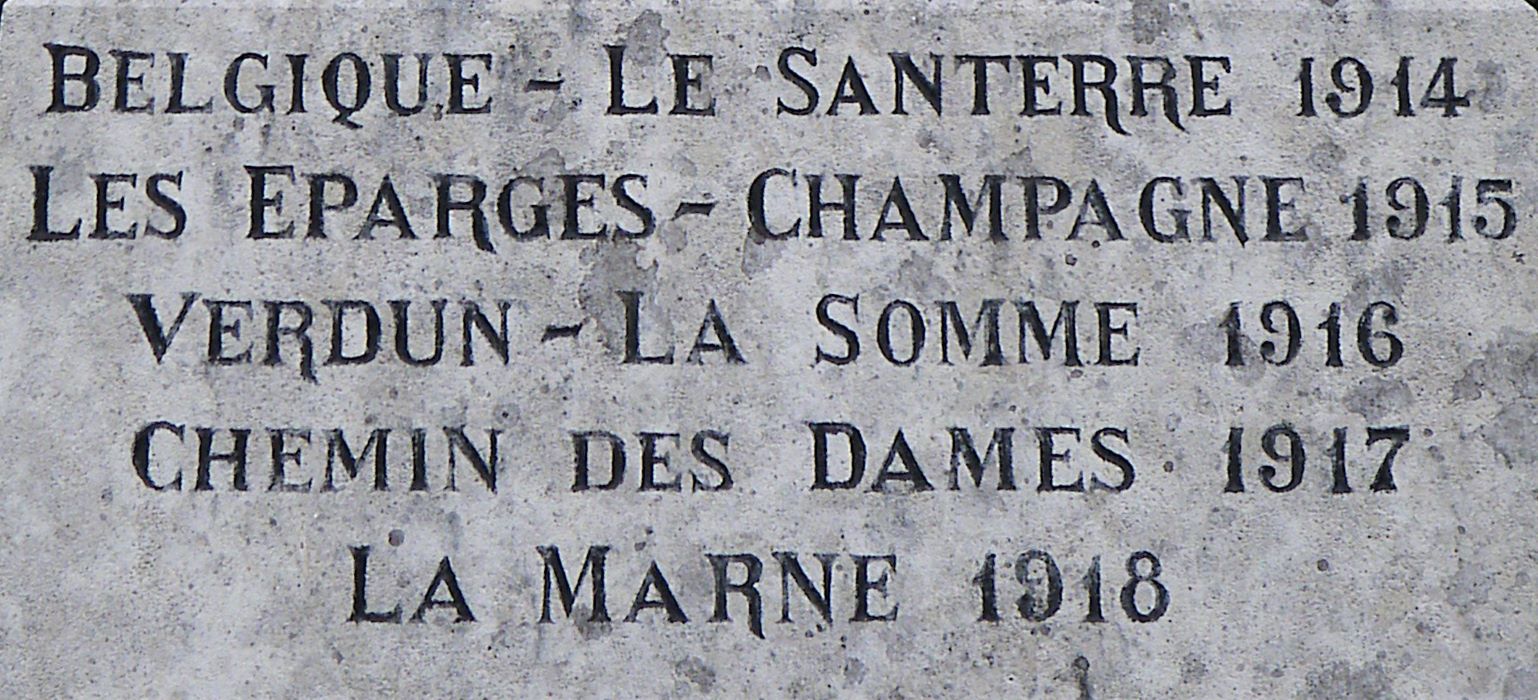 BELGIQUE - LE SANTERRE 1914
LES EPARGES - CHAMPAGNE 1915
VERDUN - LA SOMME 1916
CHEMIN DES DAMES 1917
LA MARNE 1918